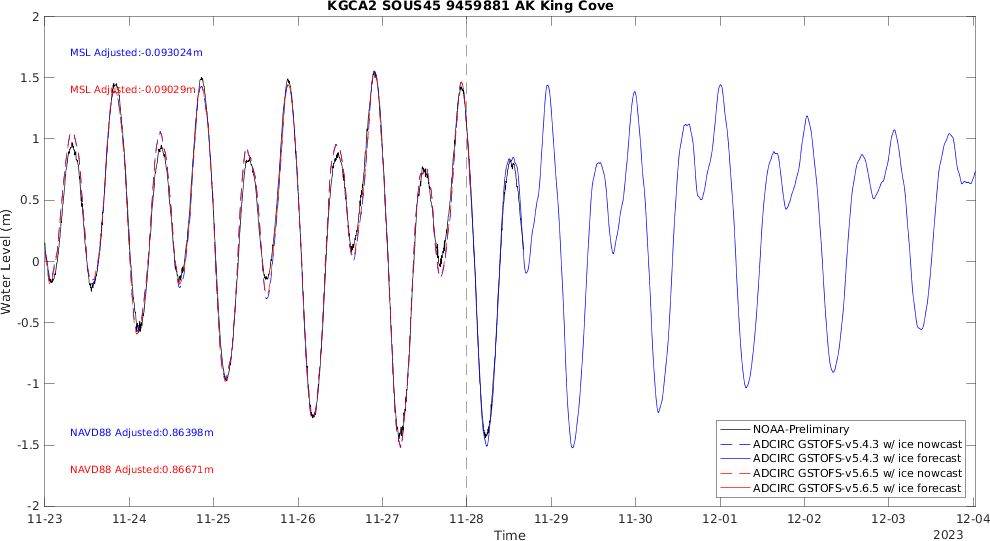 KGCA2 SOUS45 9459881 AK King Cove
MSL Adjusted:-0.093024m
MSL Adjusted:-0.09029m
NAVD88 Adjusted:0.86398m
NAVD88 Adjusted:0.86671m
Water Level (m)
2
1.5
1
0.5
0
-0.5
-1
-1.5
-2
NOAA-Preliminary
ADCIRC GSTOFS-v5.4.3 w/ ice nowcast
ADCIRC GSTOFS-v5.4.3 w/ ice forecast
ADCIRC GSTOFS-v5.6.5 w/ ice nowcast
ADCIRC GSTOFS-v5.6.5 w/ ice forecast
11-23 11-24 11-25 11-26 11-27 11-28 11-29 11-30 12-01 12-02 12-03 12-04
Time
2023